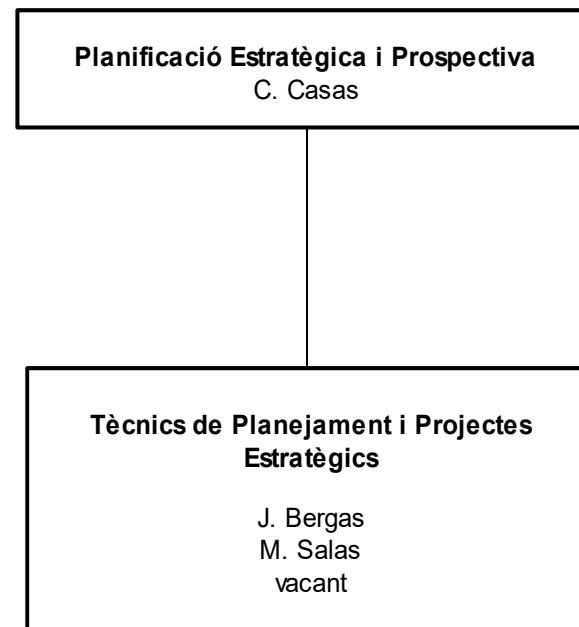 Planificació Estratègica i Prospectiva
C. Casas
Tècnics de Planejament i Projectes
Estratègics
J. Bergas
M. Salas
vacant